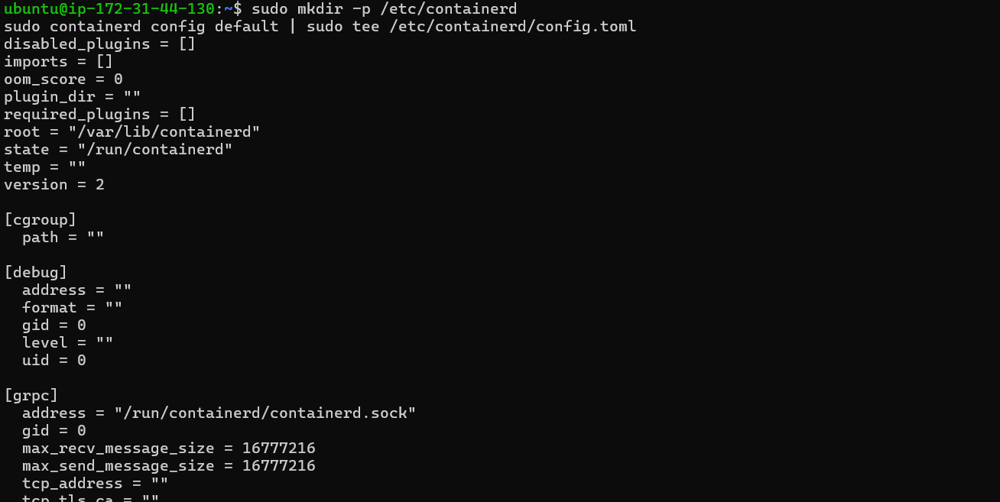 ubuntu@ip-172-31-44-130:~$ sudo mkdir -p /etc/containerd
sudo containerd config default | sudo tee /etc/containerd/config.toml
disabled_plugins = []
imports = []
oom_score = 0
plugin_dir = ""
required_plugins = []
root = "/var/lib/containerd"
state = "/run/containerd"
temp = ""
version = 2

[cgroup]
  path = ""

[debug]
  address = ""
  format = ""
  gid = 0
  level = ""
  uid = 0

[grpc]
  address = "/run/containerd/containerd.sock"
  gid = 0
  max_recv_message_size = 16777216
  max_send_message_size = 16777216
  tcp_address = ""
  tcp_tls_ca = ""